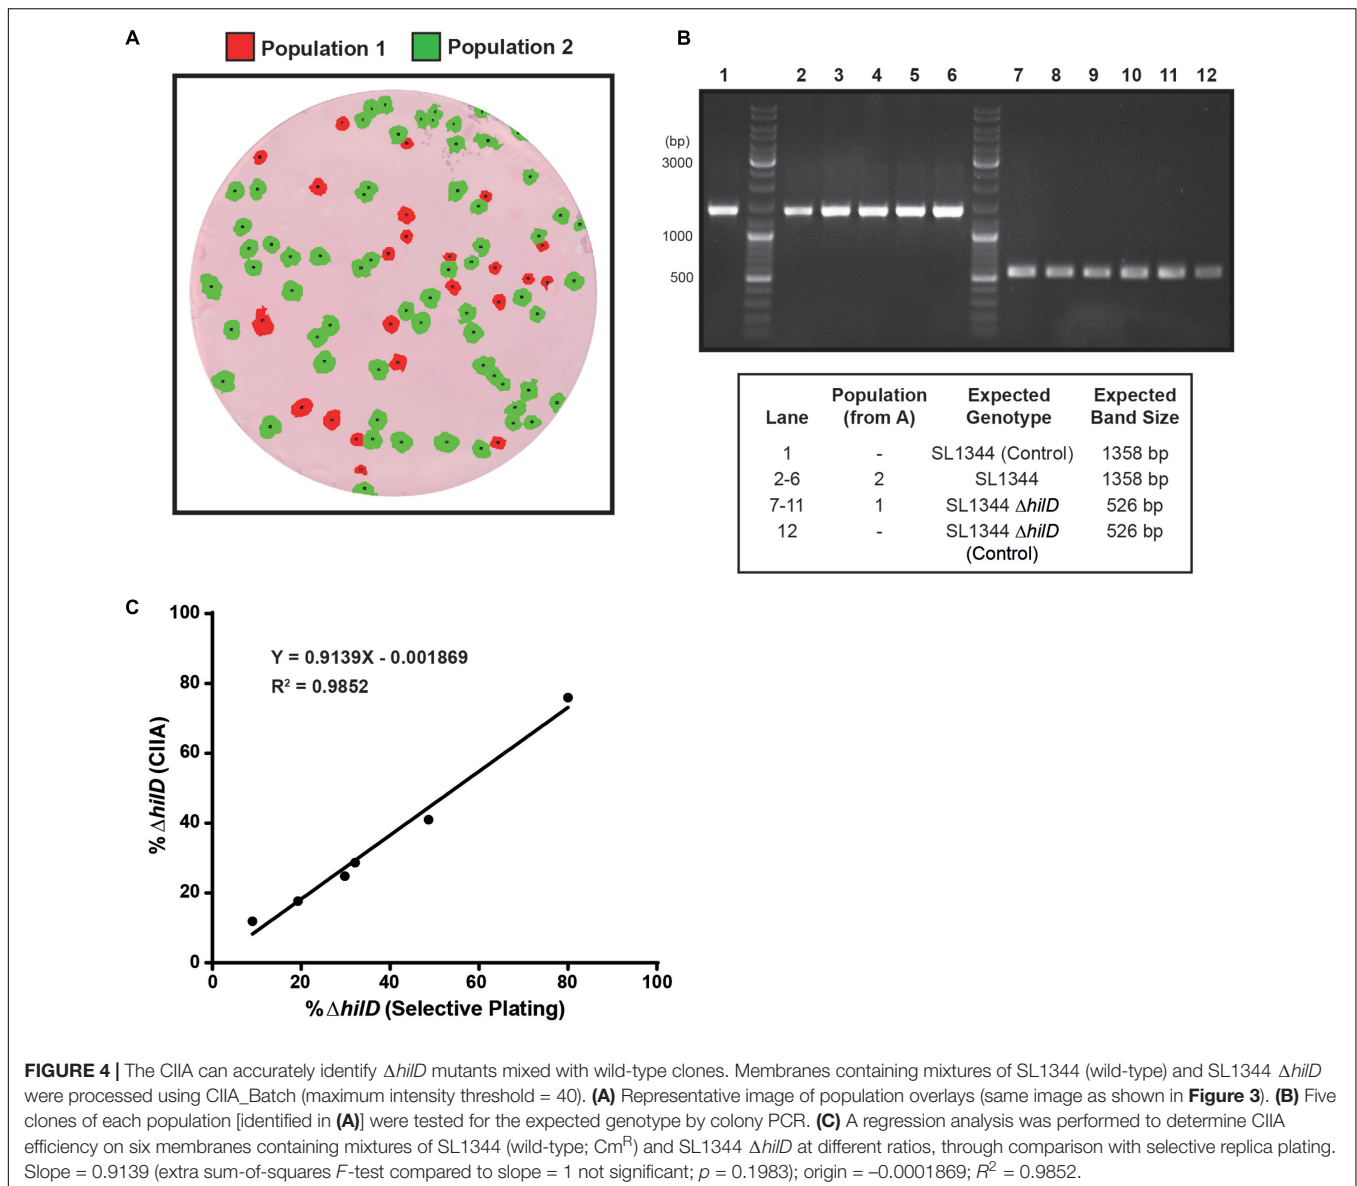 A
Population 1 Population 2
B
1 2 3 4 5 6 7 8 9 10 11 12
(bp)
3000
1000
500
Lane Population (from A) Expected Genotype Expected Band Size
1 - SL1344 (Control) 1358 bp
2-6 2 SL1344 1358 bp
7-11 1 SL1344 ΔhilD 526 bp
12 - SL1344 ΔhilD (Control) 526 bp
C
100
80
60
40
20
0
% ΔhilD (CIIA)
Y = 0.9139X - 0.001869
R² = 0.9852
0 20 40 60 80 100
% ΔhilD (Selective Plating)
FIGURE 4 | The CIIA can accurately identify ΔhilD mutants mixed with wild-type clones. Membranes containing mixtures of SL1344 (wild-type) and SL1344 ΔhilD
were processed using CIIA_Batch (maximum intensity threshold = 40). (A) Representative image of population overlays (same image as shown in Figure 3). (B) Five
clones of each population [identified in (A)] were tested for the expected genotype by colony PCR. (C) A regression analysis was performed to determine CIIA
efficiency on six membranes containing mixtures of SL1344 (wild-type; Cmᴿ) and SL1344 ΔhilD at different ratios, through comparison with selective replica plating.
Slope = 0.9139 (extra sum-of-squares F-test compared to slope = 1 not significant; p = 0.1983); origin = –0.0001869; R² = 0.9852.